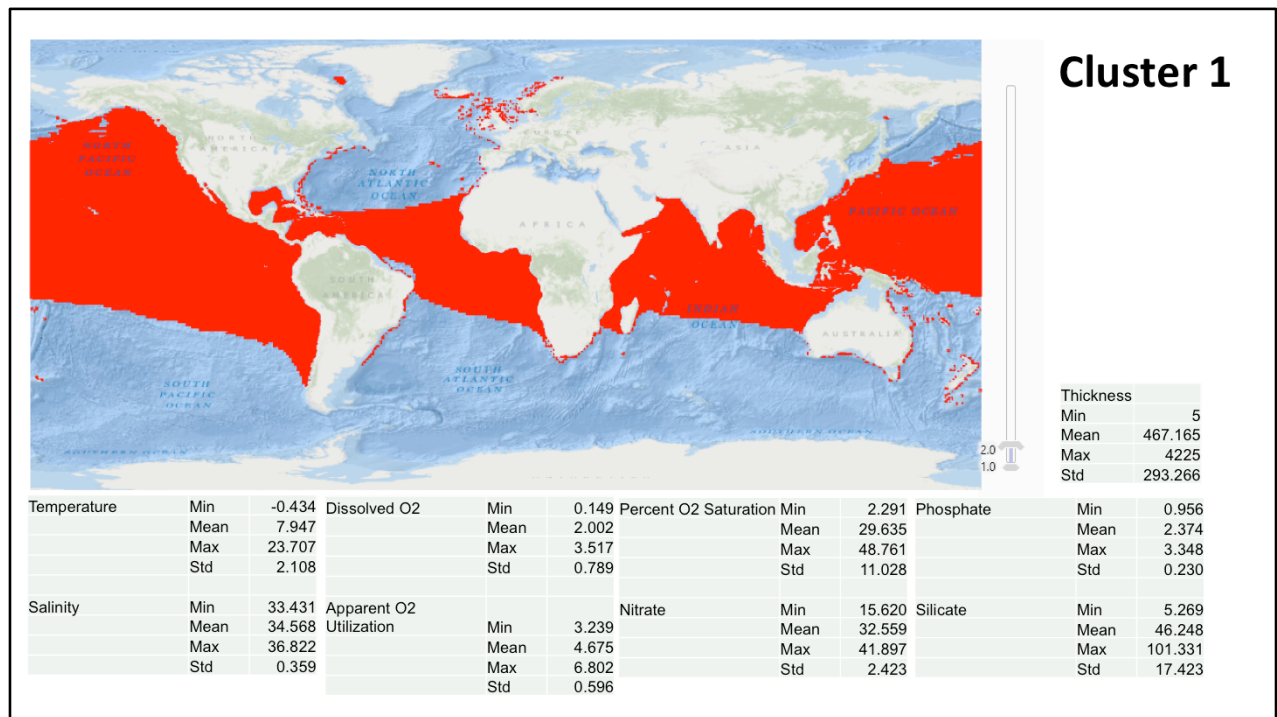 Cluster 1
NORTH
AMERICA
EUROPE
ASIA
NORTH
PACIFIC
OCEAN
NORTH
ATLANTIC
OCEAN
AFRICA
PACIFIC OCEAN
SOUTH
AMERICA
INDIAN
OCEAN
AUSTRALIA
SOUTH
PACIFIC
OCEAN
SOUTH
ATLANTIC
OCEAN
SOUTHERN OCEAN
SOUTHERN OCEAN
2.0
1.0
Thickness
Min 5
Mean 467.165
Max 4225
Std 293.266
Temperature Min -0.434 Dissolved O2 Min 0.149 Percent O2 Saturation Min 2.291 Phosphate Min 0.956
Mean 7.947 Mean 2.002 Mean 29.635 Mean 2.374
Max 23.707 Max 3.517 Max 48.761 Max 3.348
Std 2.108 Std 0.789 Std 11.028 Std 0.230
Salinity Min 33.431 Apparent O2 Nitrate Min 15.620 Silicate Min 5.269
Mean 34.568 Utilization Min 3.239 Mean 32.559 Mean 46.248
Max 36.822 Mean 4.675 Max 41.897 Max 101.331
Std 0.359 Max 6.802 Std 2.423 Std 17.423
Std 0.596